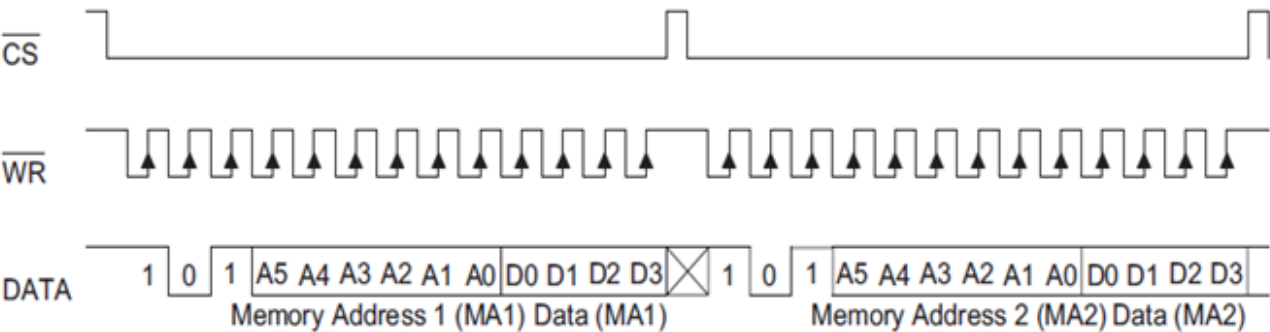 CS
WR
DATA 1 0 1 A5 A4 A3 A2 A1 A0 D0 D1 D2 D3 1 0 1 A5 A4 A3 A2 A1 A0 D0 D1 D2 D3
Memory Address 1 (MA1) Data (MA1) Memory Address 2 (MA2) Data (MA2)